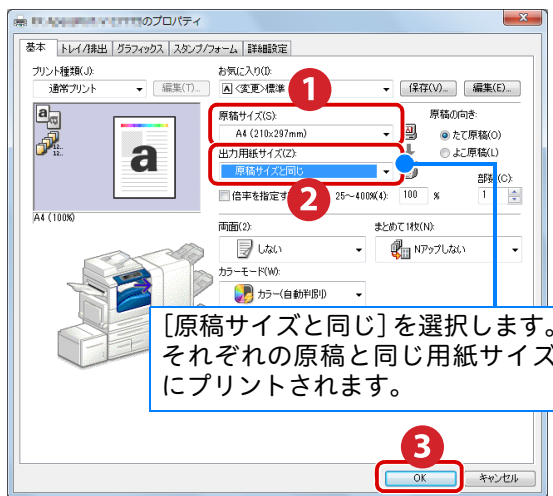 のプロパティ
基本 トレイ/排出 グラフィックス スタンプ/フォーム 詳細設定
プリント種類(J): お気に入り(I):
通常プリント 編集(T)... A <変更>標準 保存(V)... 編集(E)...
1
原稿サイズ(S): 原稿の向き:
A4 (210x297mm) たて原稿(O)
出力用紙サイズ(Z): よこ原稿(L)
原稿サイズと同じ
2
部数(C):
倍率を指定す 25～400%(4): 100 % 1
a
12..
12..
a
A4 (100%)
両面(2): まとめて1枚(N):
しない Nアップしない
カラーモード(W):
カラー(自動判別)
[原稿サイズと同じ]を選択します。
それぞれの原稿と同じ用紙サイズ
にプリントされます。
3
OK キャンセル